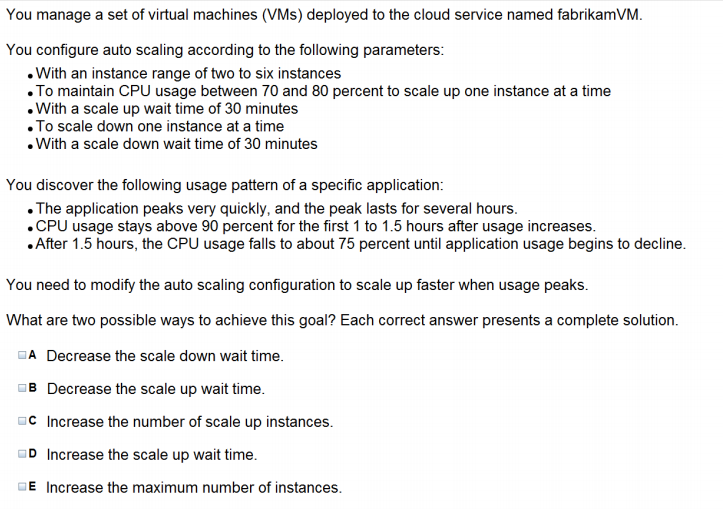 You manage a set of virtual machines (VMs) deployed to the cloud service named fabrikamVM.
You configure auto scaling according to the following parameters:
• With an instance range of two to six instances
• To maintain CPU usage between 70 and 80 percent to scale up one instance at a time
• With a scale up wait time of 30 minutes
• To scale down one instance at a time
• With a scale down wait time of 30 minutes
You discover the following usage pattern of a specific application:
• The application peaks very quickly, and the peak lasts for several hours.
• CPU usage stays above 90 percent for the first 1 to 1.5 hours after usage increases.
• After 1.5 hours, the CPU usage falls to about 75 percent until application usage begins to decline.
You need to modify the auto scaling configuration to scale up faster when usage peaks.
What are two possible ways to achieve this goal? Each correct answer presents a complete solution.
A Decrease the scale down wait time.
B Decrease the scale up wait time.
C Increase the number of scale up instances.
D Increase the scale up wait time.
E Increase the maximum number of instances.